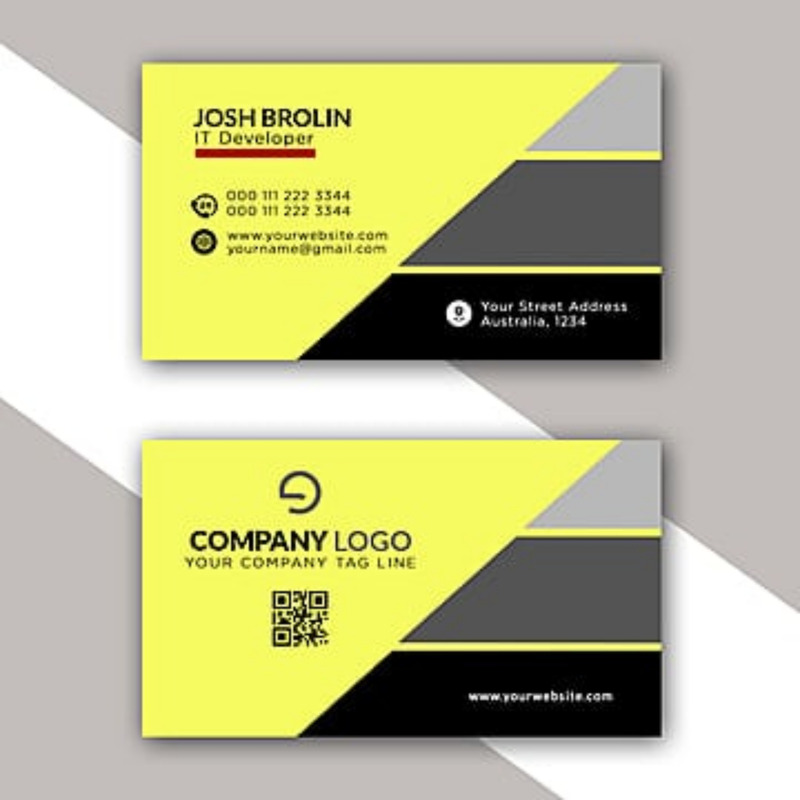 JOSH BROLIN
IT Developer
000 111 222 3344
000 111 222 3344
www.yourwebsite.com
yourname@gmail.com
Your Street Address
Australia, 1234
COMPANY LOGO
YOUR COMPANY TAG LINE
www.yourwebsite.com